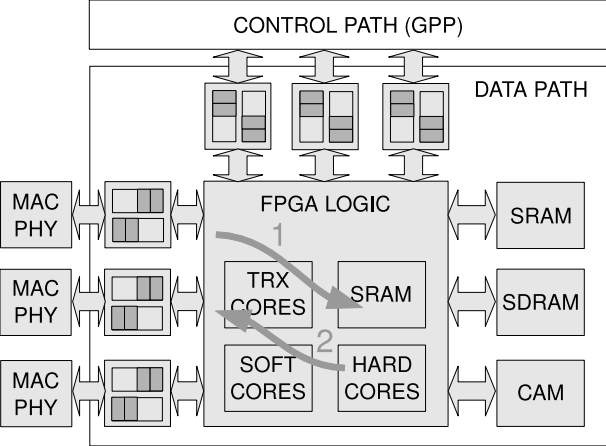 CONTROL PATH (GPP)
DATA PATH
FPGA LOGIC
MAC
PHY
1
SRAM
TRX
CORES
SRAM
MAC
PHY
SDRAM
2
SOFT
CORES
HARD
CORES
MAC
PHY
CAM